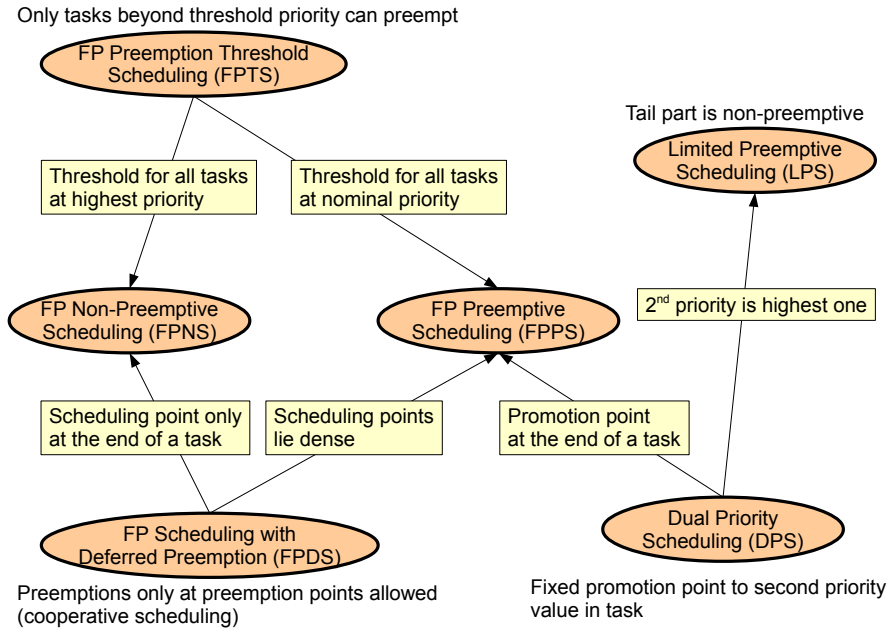 Only tasks beyond threshold priority can preempt
FP Preemption Threshold
Scheduling (FPTS)
Tail part is non-preemptive
Limited Preemptive
Scheduling (LPS)
Threshold for all tasks
at highest priority
Threshold for all tasks
at nominal priority
FP Non-Preemptive
Scheduling (FPNS)
FP Preemptive
Scheduling (FPPS)
2nd priority is highest one
Scheduling point only
at the end of a task
Scheduling points
lie dense
Promotion point
at the end of a task
FP Scheduling with
Deferred Preemption (FPDS)
Dual Priority
Scheduling (DPS)
Preemptions only at preemption points allowed
(cooperative scheduling)
Fixed promotion point to second priority
value in task